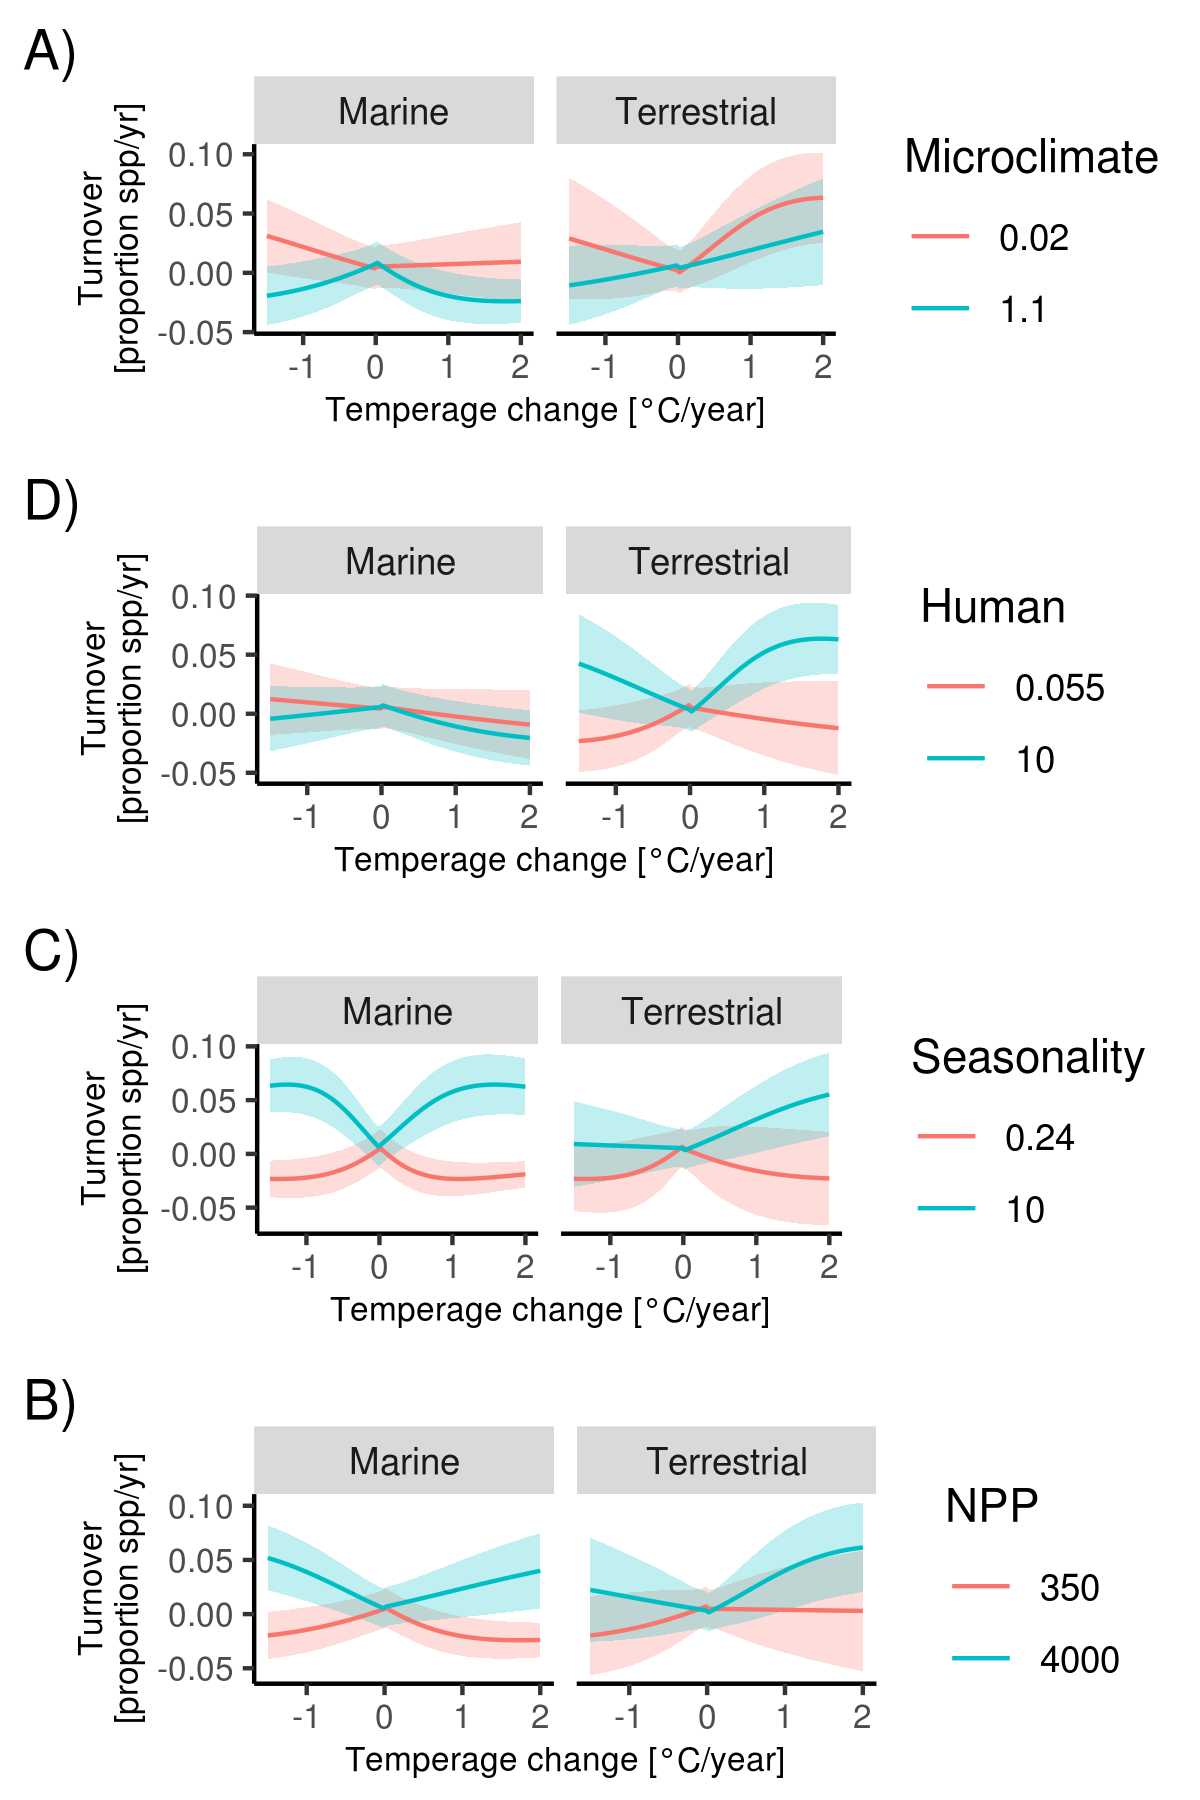 A)
Marine Terrestrial
Turnover
[proportion spp/yr]
0.10
0.05
0.00
-0.05
-1 0 1 2 -1 0 1 2
Temperage change [°C/year]
Microclimate
0.02
1.1
D)
Marine Terrestrial
Turnover
[proportion spp/yr]
0.10
0.05
0.00
-0.05
-1 0 1 2 -1 0 1 2
Temperage change [°C/year]
Human
0.055
10
C)
Marine Terrestrial
Turnover
[proportion spp/yr]
0.10
0.05
0.00
-0.05
-1 0 1 2 -1 0 1 2
Temperage change [°C/year]
Seasonality
0.24
10
B)
Marine Terrestrial
Turnover
[proportion spp/yr]
0.10
0.05
0.00
-0.05
-1 0 1 2 -1 0 1 2
Temperage change [°C/year]
NPP
350
4000